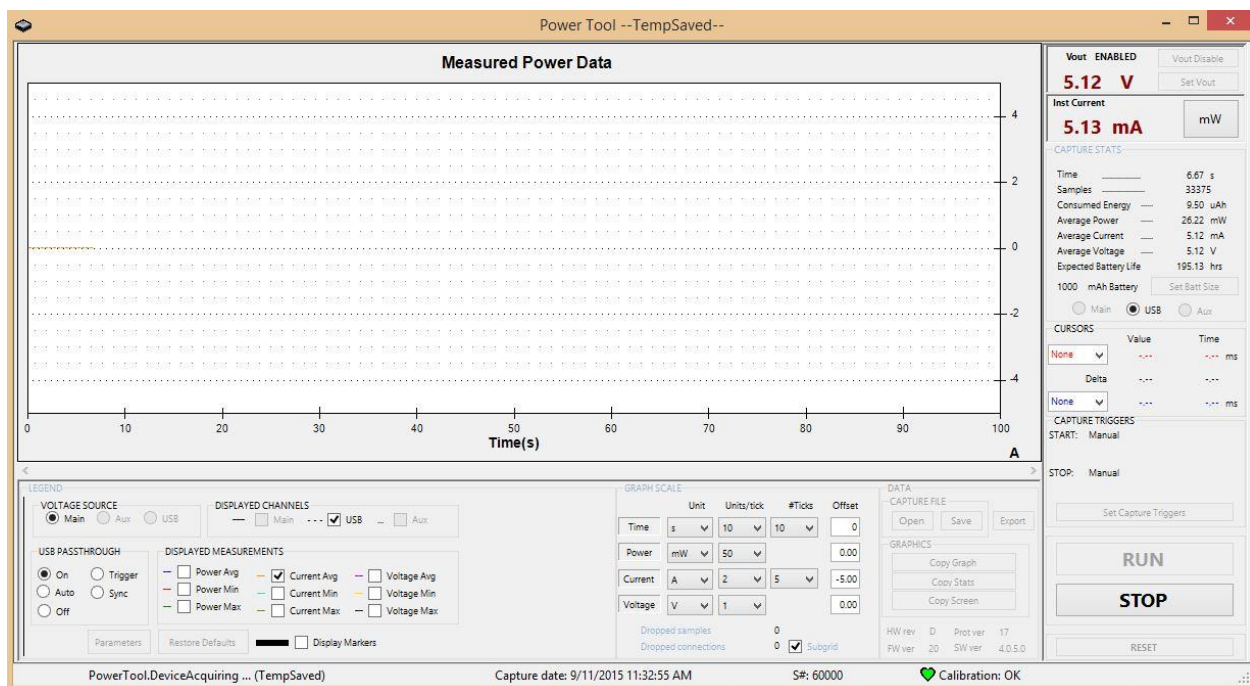 Power Tool --TempSaved--
Measured Power Data
4
2
0
-2
-4
0 10 20 30 40 50 60 70 80 90 100
Time(s)
A
Vout ENABLED Vout Disable
5.12 V Set Vout
Inst Current
5.13 mA mW
CAPTURE STATS
Time 6.67 s
Samples 33375
Consumed Energy 9.50 uAh
Average Power 26.22 mW
Average Current 5.12 mA
Average Voltage 5.12 V
Expected Battery Life 195.13 hrs
1000 mAh Battery Set Batt Size
Main USB Aux
CURSORS
Value Time
None -.-- -.-- ms
Delta -.-- -.--
None -.-- -.-- ms
CAPTURE TRIGGERS
START: Manual
STOP: Manual
Set Capture Triggers
RUN
STOP
RESET
LEGEND
VOLTAGE SOURCE
Main Aux USB
DISPLAYED CHANNELS
Main USB Aux
USB PASSTHROUGH
On Trigger
Auto Sync
Off
DISPLAYED MEASUREMENTS
Power Avg Current Avg Voltage Avg
Power Min Current Min Voltage Min
Power Max Current Max Voltage Max
Parameters Restore Defaults Display Markers
GRAPH SCALE
Unit Units/tick #Ticks Offset
Time s 10 10 0
Power mW 50 0.00
Current A 2 5 -5.00
Voltage V 1 0.00
Dropped samples 0
Dropped connections 0 Subgrid
DATA
CAPTURE FILE
Open Save Export
GRAPHICS
Copy Graph
Copy Stats
Copy Screen
HW rev D Prot ver 17
FW ver 20 SW ver 4.0.5.0
PowerTool.DeviceAcquiring ... (TempSaved) Capture date: 9/11/2015 11:32:55 AM S#: 60000 Calibration: OK